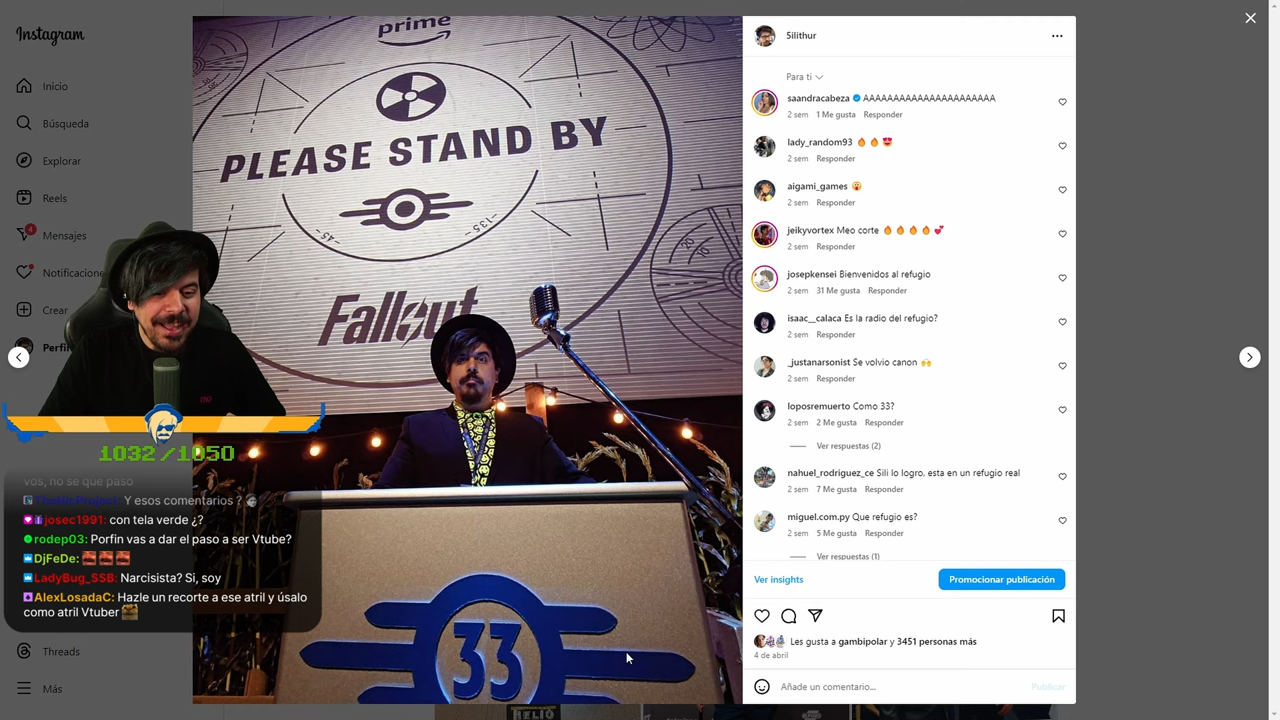 Instagram
Inicio
Búsqueda
Explorar
Reels
4
Mensajes
Notificacione
Crear
Perfil
Threads
Más
prime
PLEASE STAND BY
-45-
-135-
Fallout
33
1032/1050
vos, no se que paso
Y esos comentarios ?
josec1991: con tela verde ¿?
rodep03: Porfin vas a dar el paso a ser Vtube?
DjFeDe:
LadyBug_SSB: Narcisista? Si, soy
AlexLosadaC: Hazle un recorte a ese atril y úsalo
como atril Vtuber
5ilithur
Para ti
saandracabeza AAAAAAAAAAAAAAAAAAAAAA
2 sem 1 Me gusta Responder
lady_random93 🔥 🔥 😍
2 sem Responder
aigami_games 😱
2 sem Responder
jeikyvortex Meo corte 🔥 🔥 🔥 🔥 💕
2 sem Responder
josepkensei Bienvenidos al refugio
2 sem 31 Me gusta Responder
isaac__calaca Es la radio del refugio?
2 sem Responder
_justanarsonist Se volvio canon 🙌
2 sem Responder
loposremuerto Como 33?
2 sem 2 Me gusta Responder
Ver respuestas (2)
nahuel_rodriguez_ce Sili lo logro, esta en un refugio real
2 sem 7 Me gusta Responder
miguel.com.py Que refugio es?
2 sem 5 Me gusta Responder
Ver respuestas (1)
Ver insights
Promocionar publicación
Les gusta a gambipolar y 3451 personas más
4 de abril
Añade un comentario...
Publicar
HELIO